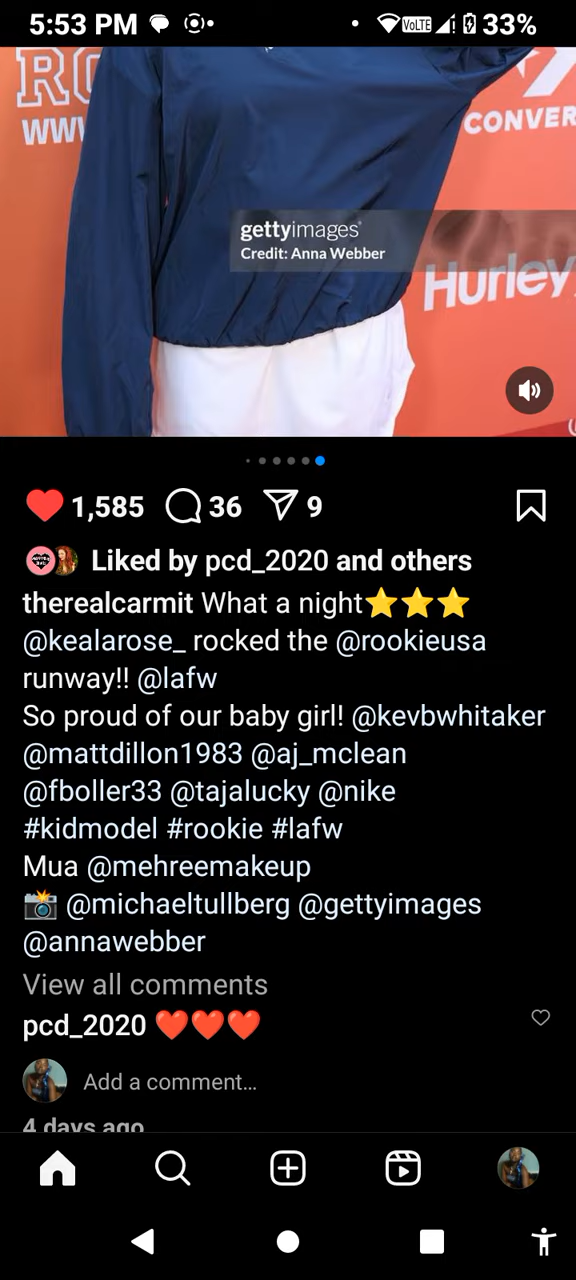 5:53 PM
VoLTE
33%
RO
WWW
CONVER
gettyimages
Credit: Anna Webber
Hurley
1,585 36 9
Liked by pcd_2020 and others
therealcarmit What a night⭐⭐⭐
@kealarose_ rocked the @rookieusa
runway!! @lafw
So proud of our baby girl! @kevbwhitaker
@mattdillon1983 @aj_mclean
@fboller33 @tajalucky @nike
#kidmodel #rookie #lafw
Mua @mehreemakeup
📸 @michaeltullberg @gettyimages
@annawebber
View all comments
pcd_2020 ❤️❤️❤️
Add a comment...
4 days ago